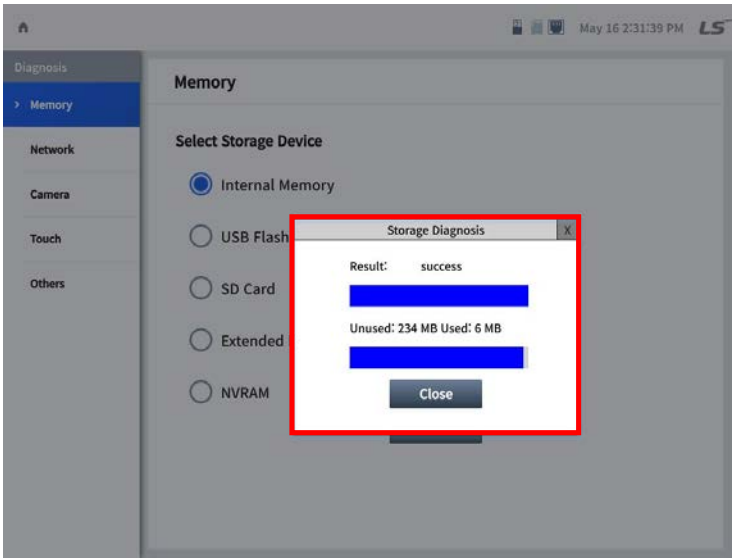 May 16 2:31:39 PM LS
Diagnosis
Memory
Network
Camera
Touch
Others
Memory
Select Storage Device
Internal Memory
USB Flash
SD Card
Extended
NVRAM
Storage Diagnosis X
Result: success
Unused: 234 MB Used: 6 MB
Close